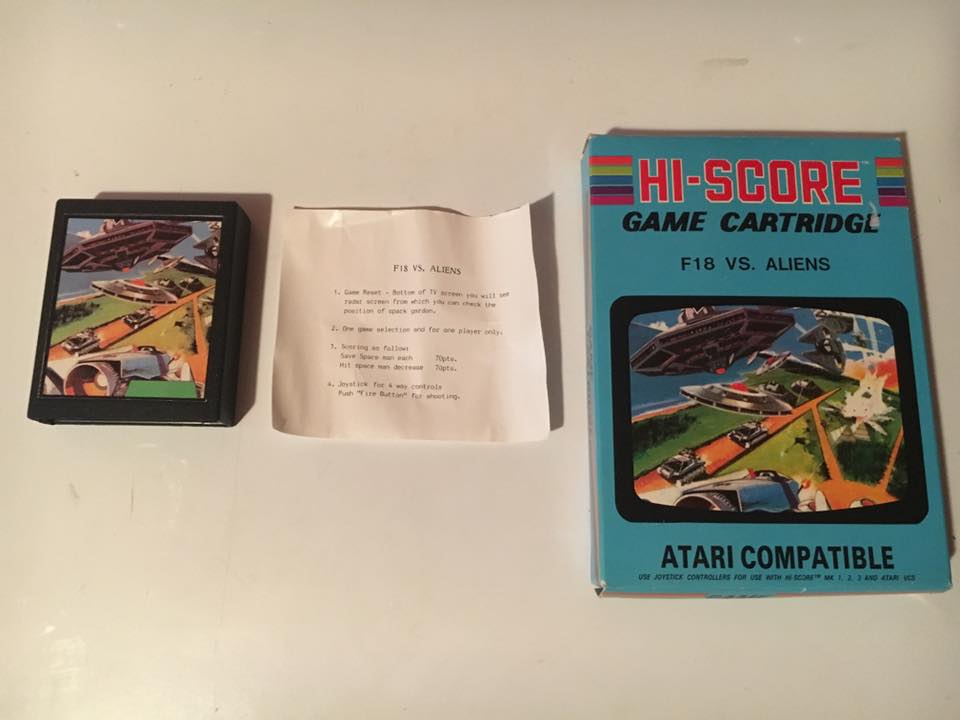 F18 VS. ALIENS
1. Game Reset - Bottom of TV screen you will see
radar screen from which you can check the
position of spack gordon.
2. One game selection and for one player only.
3. Scoring as follow:
Save Space man each 70pts.
Hit space man decrease 70pts.
4. Joystick for 4 way controls
Push "Fire Button" for shooting.
HI-SCORE™
GAME CARTRIDGE
F18 VS. ALIENS
ATARI COMPATIBLE
USE JOYSTICK CONTROLLERS FOR USE WITH HI-SCORE™ MK 1, 2, 3 AND ATARI VCS